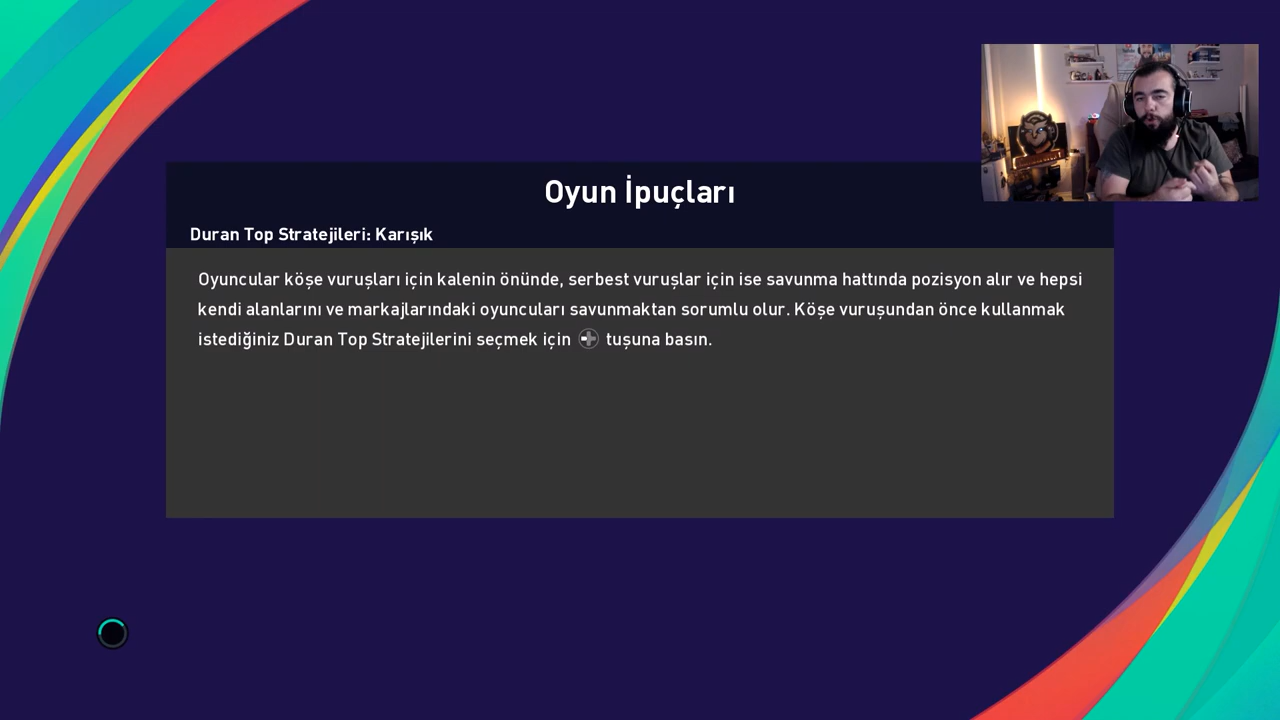 Oyun İpuçları
Duran Top Stratejileri: Karışık
Oyuncular köşe vuruşları için kalenin önünde, serbest vuruşlar için ise savunma hattında pozisyon alır ve hepsi
kendi alanlarını ve markajlarındaki oyuncuları savunmaktan sorumlu olur. Köşe vuruşundan önce kullanmak
istediğiniz Duran Top Stratejilerini seçmek için tuşuna basın.